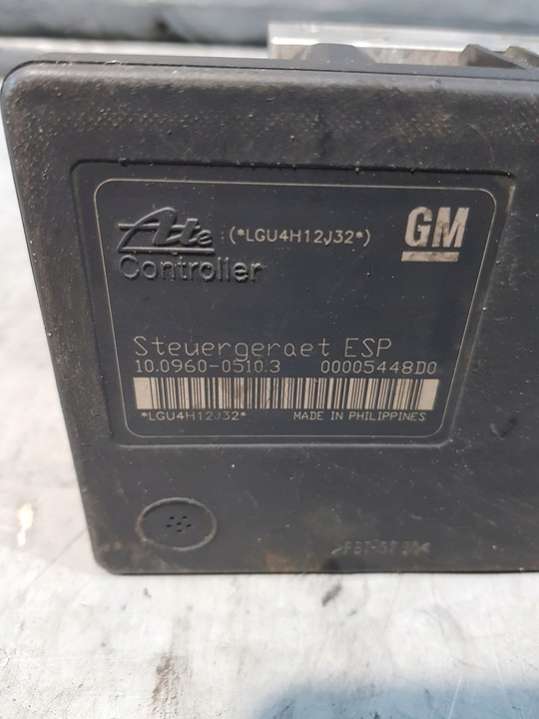 Ate (*LGU4H12J32*) GM
Controller
Steuergeraet ESP
10.0960-0510.3 00005448D0
*LGU4H12J32* MADE IN PHILIPPINES